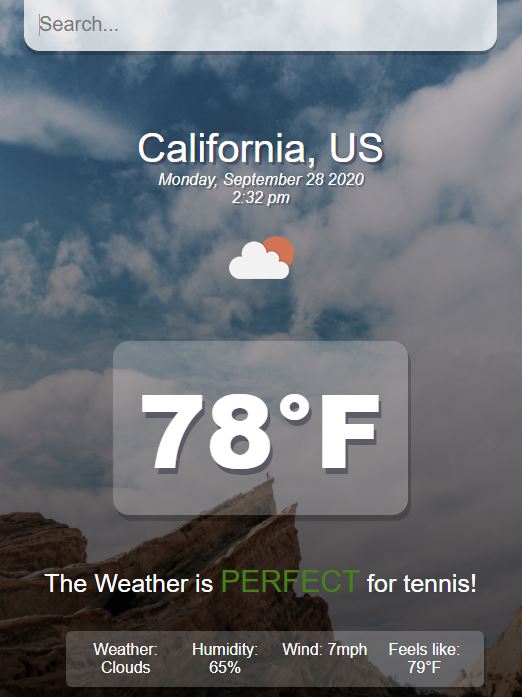 Search...
California, US
Monday, September 28 2020
2:32 pm
78°F
The Weather is PERFECT for tennis!
Weather: Humidity: Wind: 7mph Feels like:
Clouds 65% 79°F